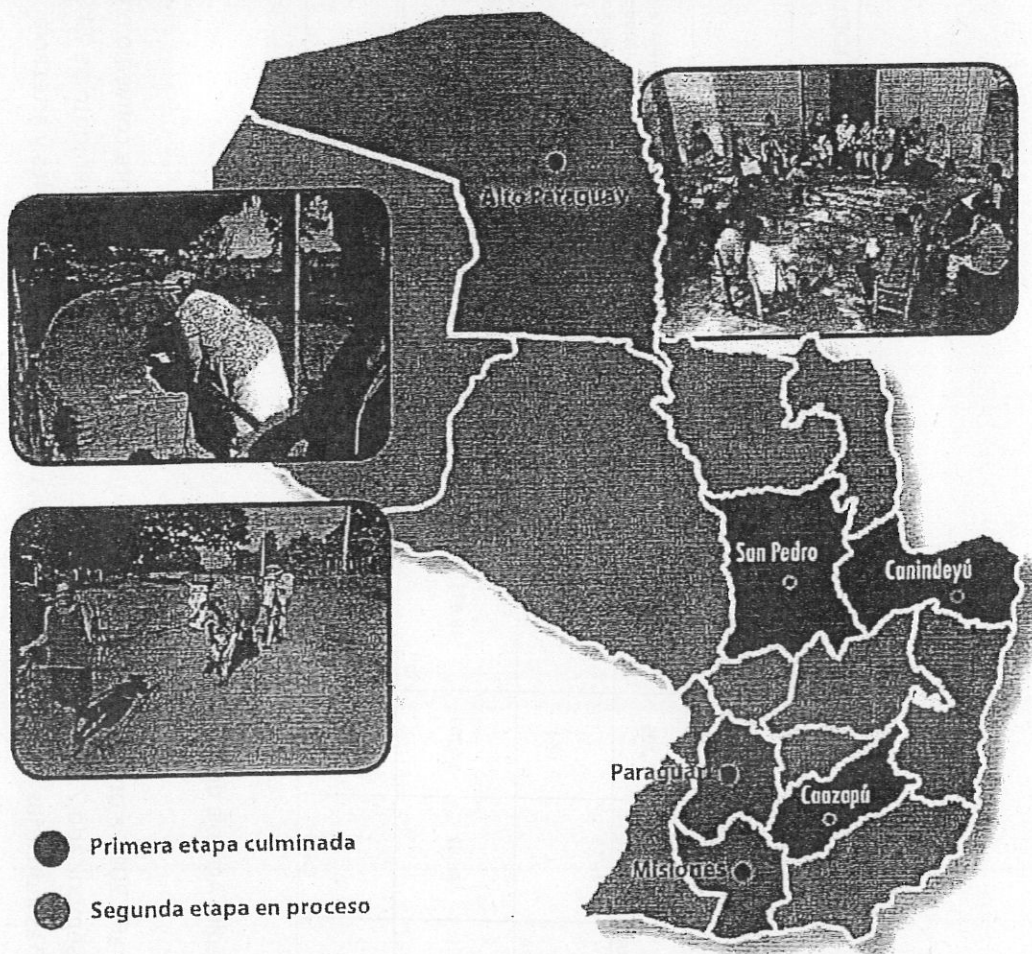 Alto Paraguay
San Pedro
Canindeyú
Paraguarí
Caazapá
Misiones
Primera etapa culminada
Segunda etapa en proceso